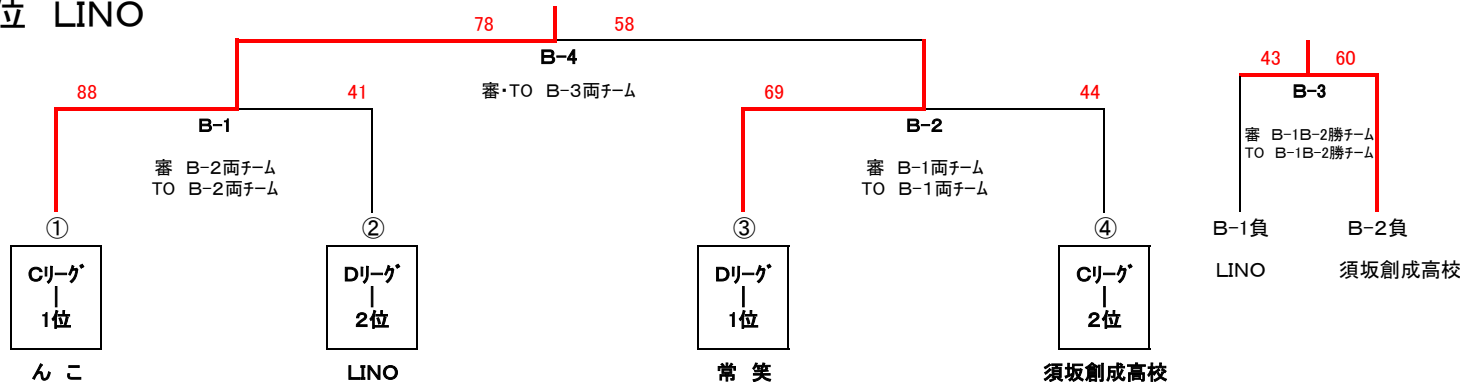 位　LINO
78　58
B-4
審・TO　B-3両ﾁｰﾑ
43　60
B-3
審　B-1B-2勝ﾁｰﾑ
TO　B-1B-2勝ﾁｰﾑ
88　41
B-1
審　B-2両ﾁｰﾑ
TO　B-2両ﾁｰﾑ
69　44
B-2
審　B-1両ﾁｰﾑ
TO　B-1両ﾁｰﾑ
①　②　③　④
B-1負　B-2負
LINO　須坂創成高校
Cﾘｰｸﾞ　Dﾘｰｸﾞ　Dﾘｰｸﾞ　Cﾘｰｸﾞ
|　|　|　|
1位　2位　1位　2位
んこ　LINO　常笑　須坂創成高校